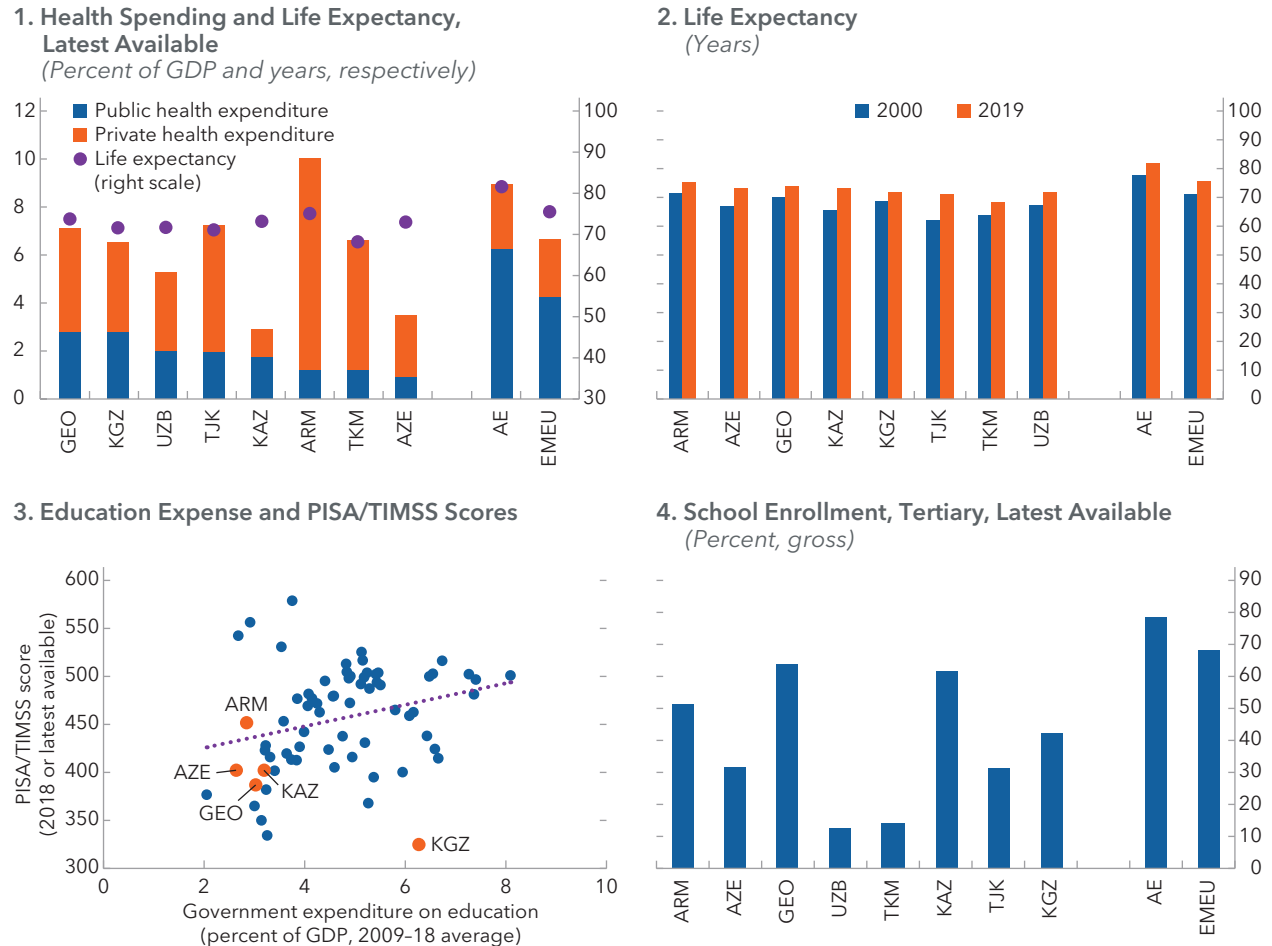 1. Health Spending and Life Expectancy,
Latest Available
(Percent of GDP and years, respectively)
12
10
8
6
4
2
0
Public health expenditure
Private health expenditure
Life expectancy
(right scale)
100
90
80
70
60
50
40
30
GEO
KGZ
UZB
TJK
KAZ
ARM
TKM
AZE
AE
EMEU
2. Life Expectancy
(Years)
2000
2019
100
90
80
70
60
50
40
30
20
10
0
ARM
AZE
GEO
KAZ
KGZ
TJK
TKM
UZB
AE
EMEU
3. Education Expense and PISA/TIMSS Scores
PISA/TIMSS score
(2018 or latest available)
600
550
500
450
400
350
300
ARM
AZE
GEO
KAZ
KGZ
0
2
4
6
8
10
Government expenditure on education
(percent of GDP, 2009–18 average)
4. School Enrollment, Tertiary, Latest Available
(Percent, gross)
90
80
70
60
50
40
30
20
10
0
ARM
AZE
GEO
UZB
TKM
KAZ
TJK
KGZ
AE
EMEU